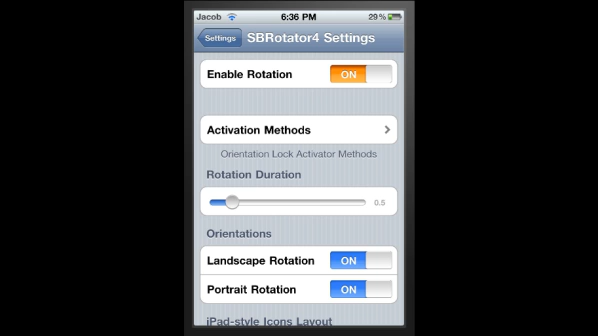 Jacob 6:36 PM 29%
Settings SBRotator4 Settings
Enable Rotation ON
Activation Methods
Orientation Lock Activator Methods
Rotation Duration
0.5
Orientations
Landscape Rotation ON
Portrait Rotation ON
iPad-style Icons Layout